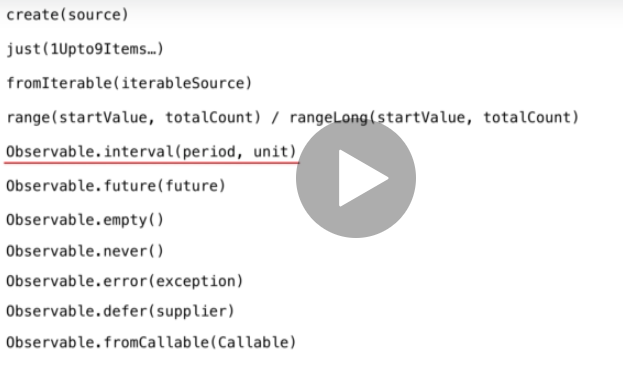 create(source)
just(1Upto9Items…)
fromIterable(iterableSource)
range(startValue, totalCount) / rangeLong(startValue, totalCount)
Observable.interval(period, unit)
Observable.future(future)
Observable.empty()
Observable.never()
Observable.error(exception)
Observable.defer(supplier)
Observable.fromCallable(Callable)